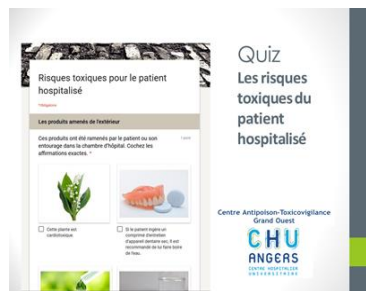 Risques toxiques pour le patient
hospitalisé
*Obligatoire
Les produits amenés de l'extérieur
Ces produits ont été ramenés par le patient ou son
entourage dans la chambre d'hôpital. Cochez les
affirmations exactes. *
Cette plante est
cardiotoxique
Si le patient ingère un
comprimé d'entretien
d'appareil dentaire sec, il est
recommandé de lui faire boire
de l'eau.
Quiz
Les risques
toxiques du
patient
hospitalisé
Centre Antipoison-Toxicovigilance
Grand Ouest
CHU
ANGERS
CENTRE HOSPITALIER
UNIVERSITAIRE